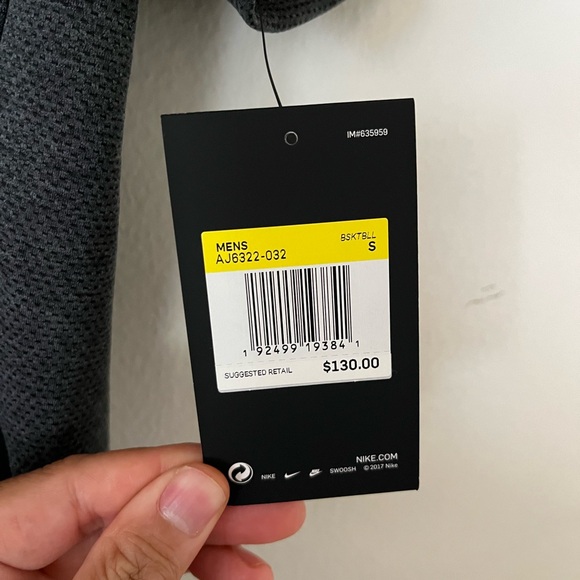 IM#635959
MENS BSKTBLL
AJ6322-032 S
1 92499 19384 1
SUGGESTED RETAIL $130.00
NIKE.COM
NIKE SWOOSH © 2017 Nike